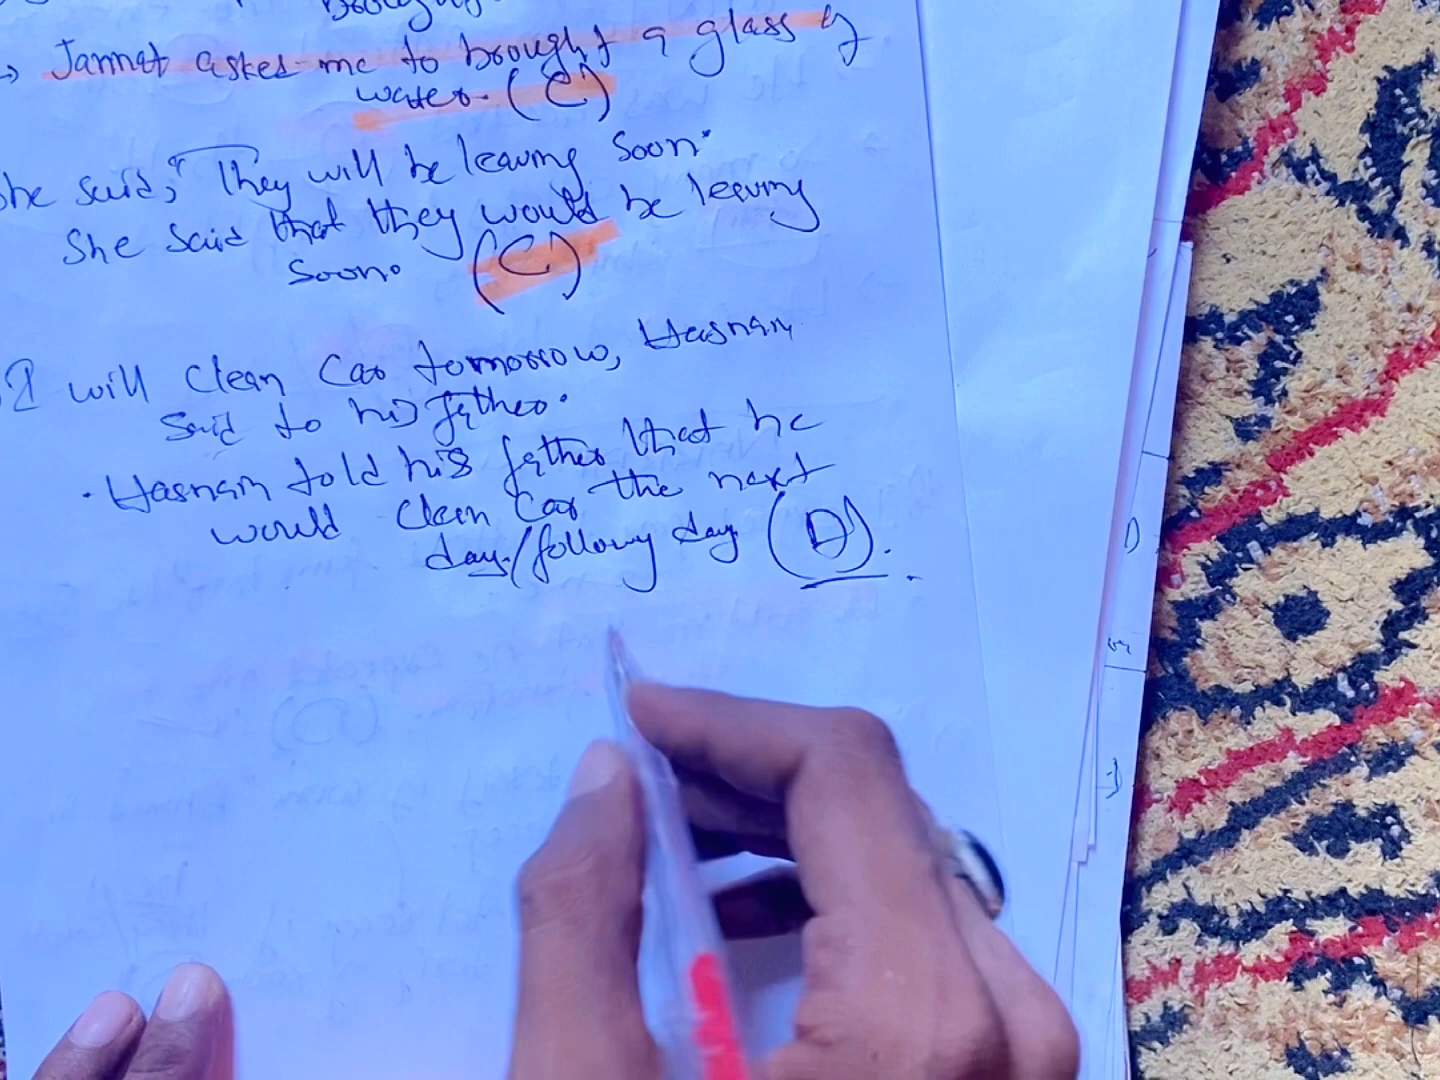 → Jannat asked me to brought a glass of
water. (C)
she said, "They will be leaving soon"
She said that they would be leaving
soon. (C)
I will clean car tomorrow, Hasnain
said to his father.
• Hasnain told his father that he
would clean car the next
day./following day (D).